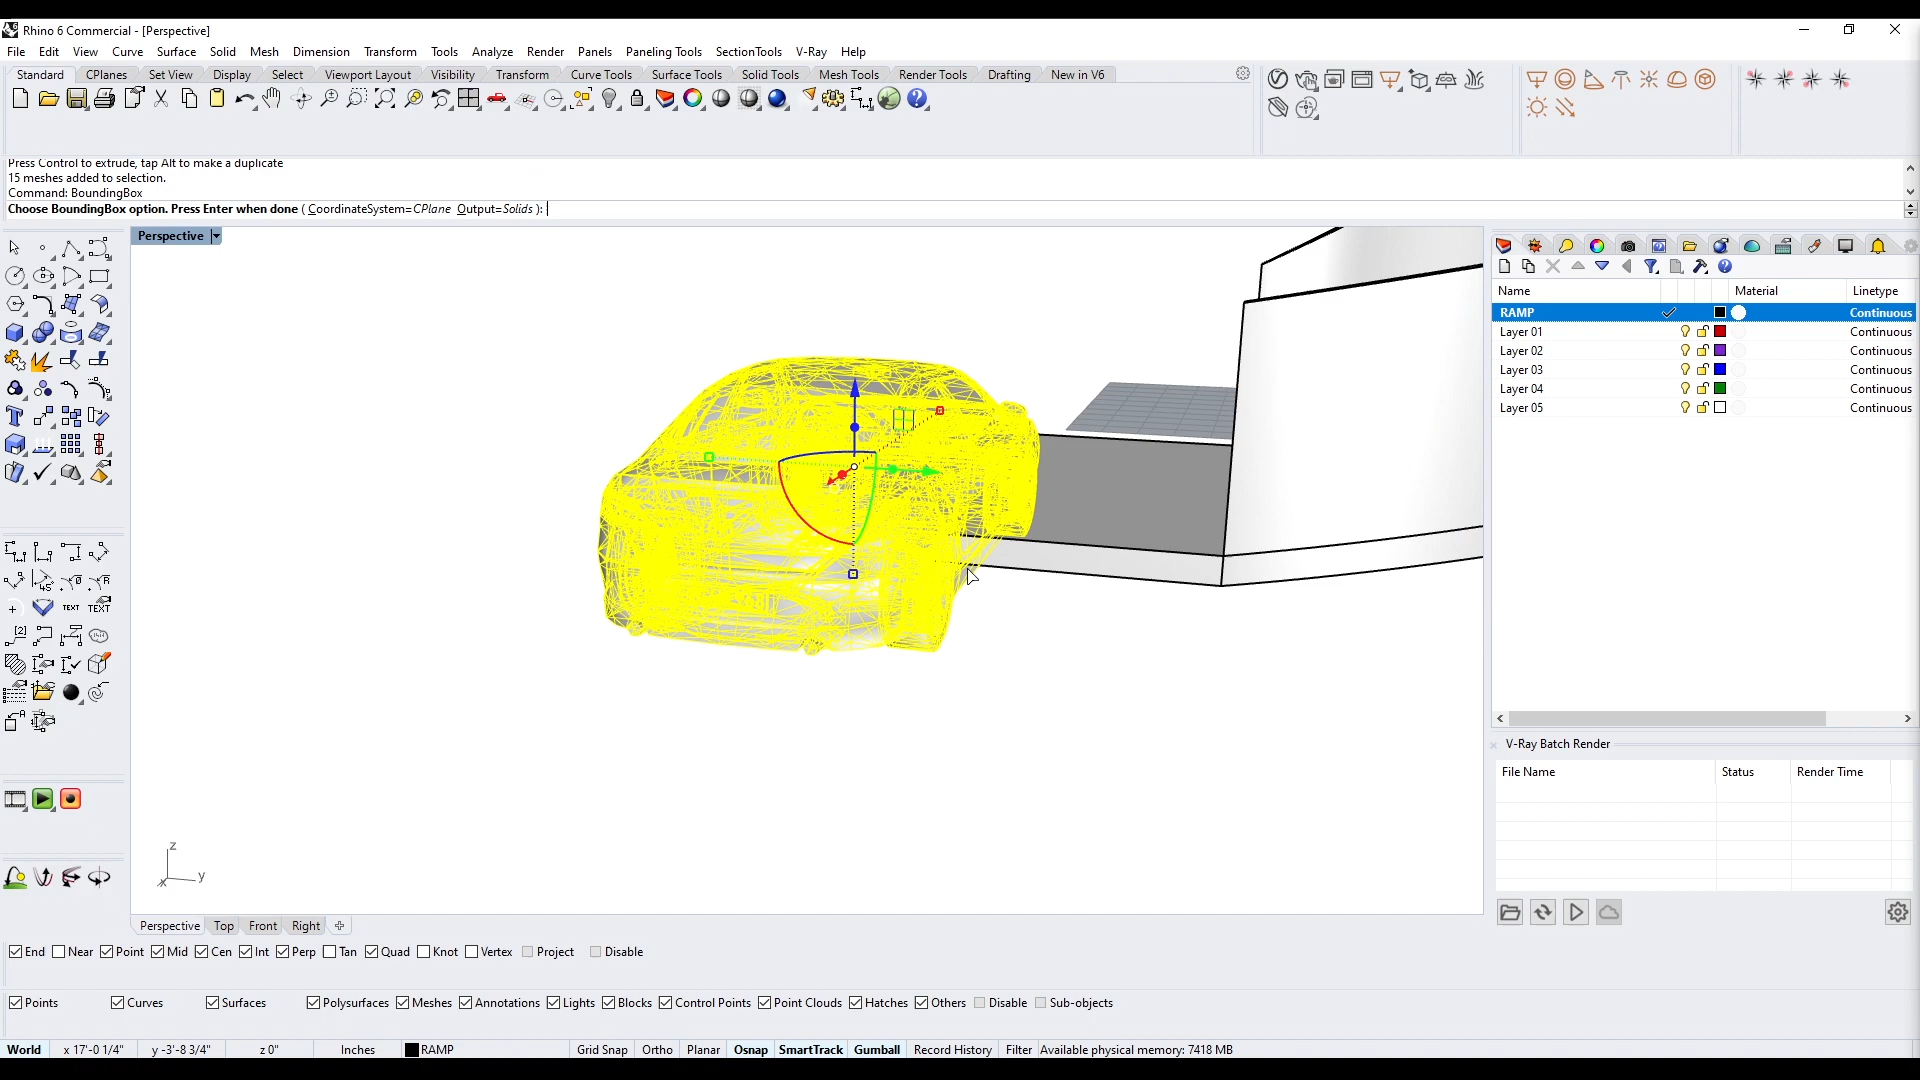 Rhino 6 Commercial - [Perspective]
File Edit View Curve Surface Solid Mesh Dimension Transform Tools Analyze Render Panels Paneling Tools SectionTools V-Ray Help
Standard CPlanes Set View Display Select Viewport Layout Visibility Transform Curve Tools Surface Tools Solid Tools Mesh Tools Render Tools Drafting New in V6
Press Control to extrude, tap Alt to make a duplicate
15 meshes added to selection.
Command: BoundingBox
Choose BoundingBox option. Press Enter when done ( CoordinateSystem=CPlane Output=Solids ):
Perspective
Name Material Linetype
RAMP Continuous
Layer 01 Continuous
Layer 02 Continuous
Layer 03 Continuous
Layer 04 Continuous
Layer 05 Continuous
TEXT TEXT
V-Ray Batch Render
File Name Status Render Time
z
y
x
Perspective Top Front Right
End Near Point Mid Cen Int Perp Tan Quad Knot Vertex Project Disable
Points Curves Surfaces Polysurfaces Meshes Annotations Lights Blocks Control Points Point Clouds Hatches Others Disable Sub-objects
World x 17'-0 1/4" y -3'-8 3/4" z 0" Inches RAMP Grid Snap Ortho Planar Osnap SmartTrack Gumball Record History Filter Available physical memory: 7418 MB